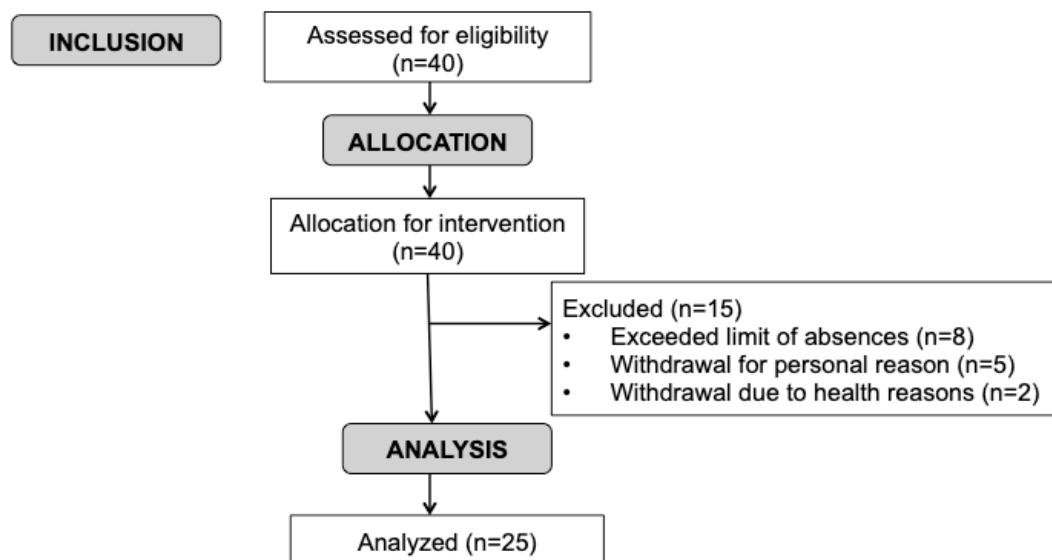 INCLUSION
Assessed for eligibility
(n=40)
ALLOCATION
Allocation for intervention
(n=40)
Excluded (n=15)
• Exceeded limit of absences (n=8)
• Withdrawal for personal reason (n=5)
• Withdrawal due to health reasons (n=2)
ANALYSIS
Analyzed (n=25)